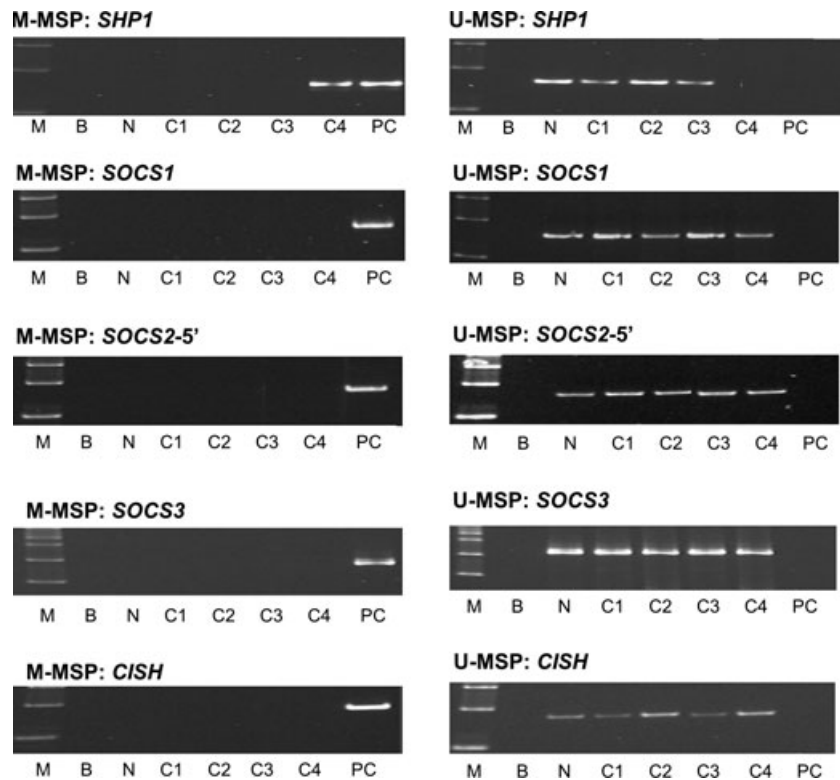 M-MSP: SHP1
M B N C1 C2 C3 C4 PC
U-MSP: SHP1
M B N C1 C2 C3 C4 PC
M-MSP: SOCS1
M B N C1 C2 C3 C4 PC
U-MSP: SOCS1
M B N C1 C2 C3 C4 PC
M-MSP: SOCS2-5’
M B N C1 C2 C3 C4 PC
U-MSP: SOCS2-5’
M B N C1 C2 C3 C4 PC
M-MSP: SOCS3
M B N C1 C2 C3 C4 PC
U-MSP: SOCS3
M B N C1 C2 C3 C4 PC
M-MSP: CISH
M B N C1 C2 C3 C4 PC
U-MSP: CISH
M B N C1 C2 C3 C4 PC